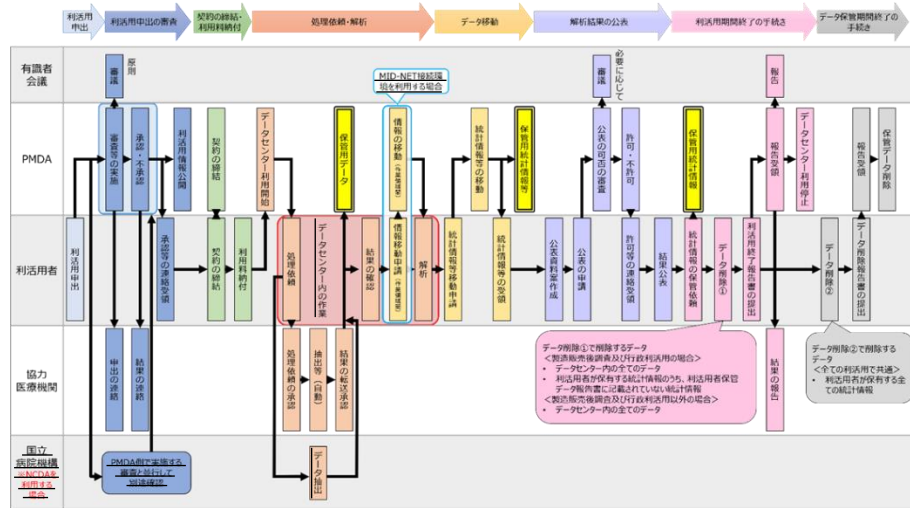 利活用
申出
利活用申出の審査
契約の締結・
利用料納付
処理依頼・解析
データ移動
解析結果の公表
利活用期間終了の手続き
データ保管期間終了の
手続き
有識者
会議
審議
原則
MID-NET接続環
境を利用する場合
審議
必要に応じて
報告
PMDA
審査等の実施
承認・不承認
利活用情報公開
契約の締結
データセンター利用開始
保管用データ
情報の移動
(作業領域間)
統計情報等の移動
保管用統計情報等
公表の可否の審査
許可・不許可
保管用統計情報
報告受領
データセンター利用停止
報告受領
保管データ削除
利活用者
利活用申出
承認等の連絡受領
契約の締結
利用料納付
処理依頼
データセンター内の作業
結果の確認
情報移動申請
(作業領域間)
解析
統計情報等移動申請
統計情報等の受領
公表資料案作成
公表の申請
許可等の連絡受領
結果公表
統計情報の保管依頼
データ削除①
利活用終了報告書の提出
データ削除②
データ削除報告書の提出
協力
医療機関
申出の連絡
結果の連絡
処理依頼の承認
抽出等(自動)
結果の転送承認
データ削除①で削除するデータ
<製造販売後調査及び行政利活用の場合>
• データセンター内の全てのデータ
• 利活用者が保有する統計情報のうち、利活用者保管
データ報告書に記載されていない統計情報
<製造販売後調査及び行政利活用以外の場合>
• データセンター内の全てのデータ
結果の報告
データ削除②で削除する
データ
<全ての利活用で共通>
• 利活用者が保有する全
ての統計情報
国立
病院機構
※NCDAを
利用する
場合
PMDA側で実施する
審査と並行して
別途確認
データ抽出